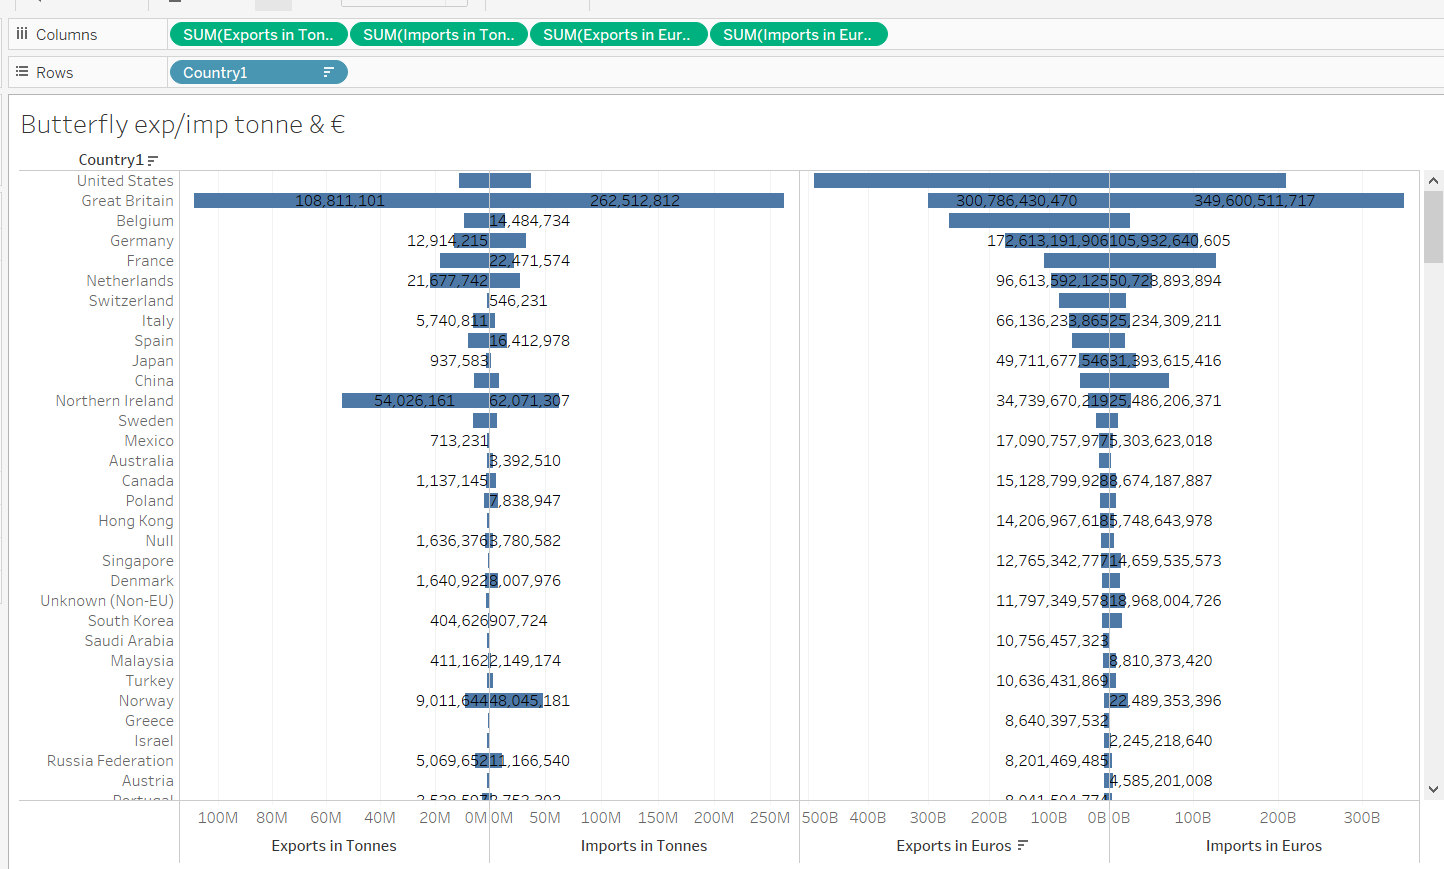 Columns SUM(Exports in Ton.. SUM(Imports in Ton.. SUM(Exports in Eur.. SUM(Imports in Eur..
Rows Country1
Butterfly exp/imp tonne & €
Country1
United States
Great Britain 108,811,101 262,512,812 300,786,430,470 349,600,511,717
Belgium 14,484,734
Germany 12,914,215 172,613,191,906 105,932,640,605
France 22,471,574
Netherlands 21,677,742 96,613,592,125 50,728,893,894
Switzerland 546,231
Italy 5,740,811 66,136,233,865 25,234,309,211
Spain 16,412,978
Japan 937,583 49,711,677,546 31,393,615,416
China
Northern Ireland 54,026,161 62,071,307 34,739,670,219 25,486,206,371
Sweden
Mexico 713,231 17,090,757,977 5,303,623,018
Australia 3,392,510
Canada 1,137,145 15,128,799,928 8,674,187,887
Poland 7,838,947
Hong Kong 14,206,967,618 5,748,643,978
Null 1,636,376 3,780,582
Singapore 12,765,342,777 14,659,535,573
Denmark 1,640,922 8,007,976
Unknown (Non-EU) 11,797,349,578 18,968,004,726
South Korea 404,626 907,724
Saudi Arabia 10,756,457,323
Malaysia 411,162 2,149,174 8,810,373,420
Turkey 10,636,431,869
Norway 9,011,644 48,045,181 22,489,353,396
Greece 8,640,397,532
Israel 2,245,218,640
Russia Federation 5,069,652 11,166,540 8,201,469,485
Austria 4,585,201,008
Portugal
100M 80M 60M 40M 20M 0M 0M 50M 100M 150M 200M 250M 500B 400B 300B 200B 100B 0B 0B 100B 200B 300B
Exports in Tonnes Imports in Tonnes Exports in Euros Imports in Euros